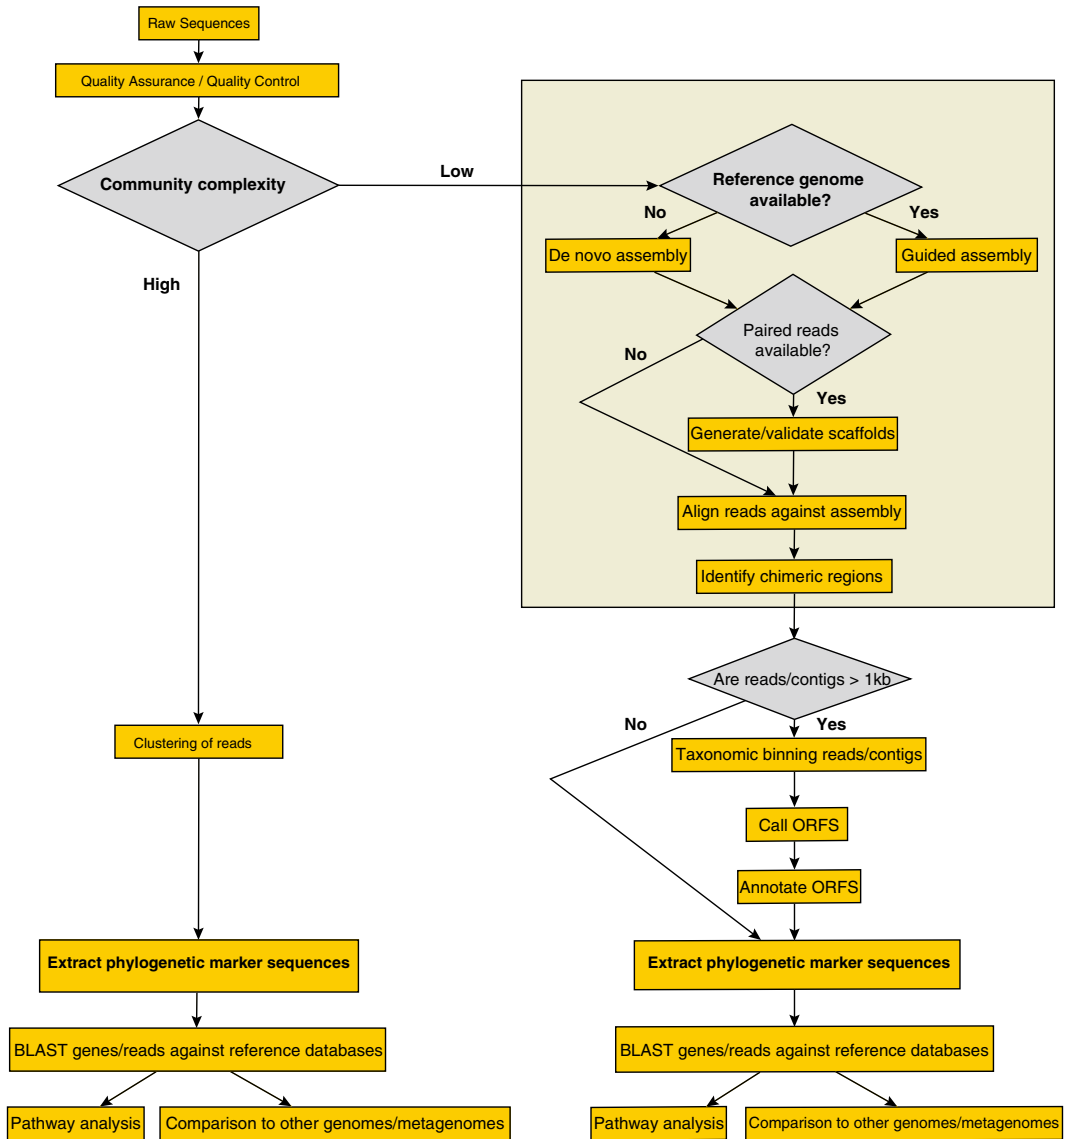 Raw Sequences
Quality Assurance / Quality Control
Community complexity
Low
High
Reference genome
available?
No
Yes
De novo assembly
Guided assembly
Paired reads
available?
No
Yes
Generate/validate scaffolds
Align reads against assembly
Identify chimeric regions
Are reads/contigs > 1kb
No
Yes
Clustering of reads
Taxonomic binning reads/contigs
Call ORFS
Annotate ORFS
Extract phylogenetic marker sequences
Extract phylogenetic marker sequences
BLAST genes/reads against reference databases
BLAST genes/reads against reference databases
Pathway analysis
Comparison to other genomes/metagenomes
Pathway analysis
Comparison to other genomes/metagenomes